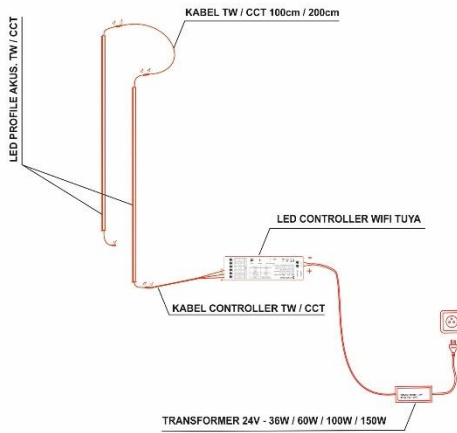 KABEL TW / CCT 100cm / 200cm
LED PROFILE AKUS. TW / CCT
LED CONTROLLER WIFI TUYA
- 
+
KABEL CONTROLLER TW / CCT
TRANSFORMER 24V - 36W / 60W / 100W / 150W